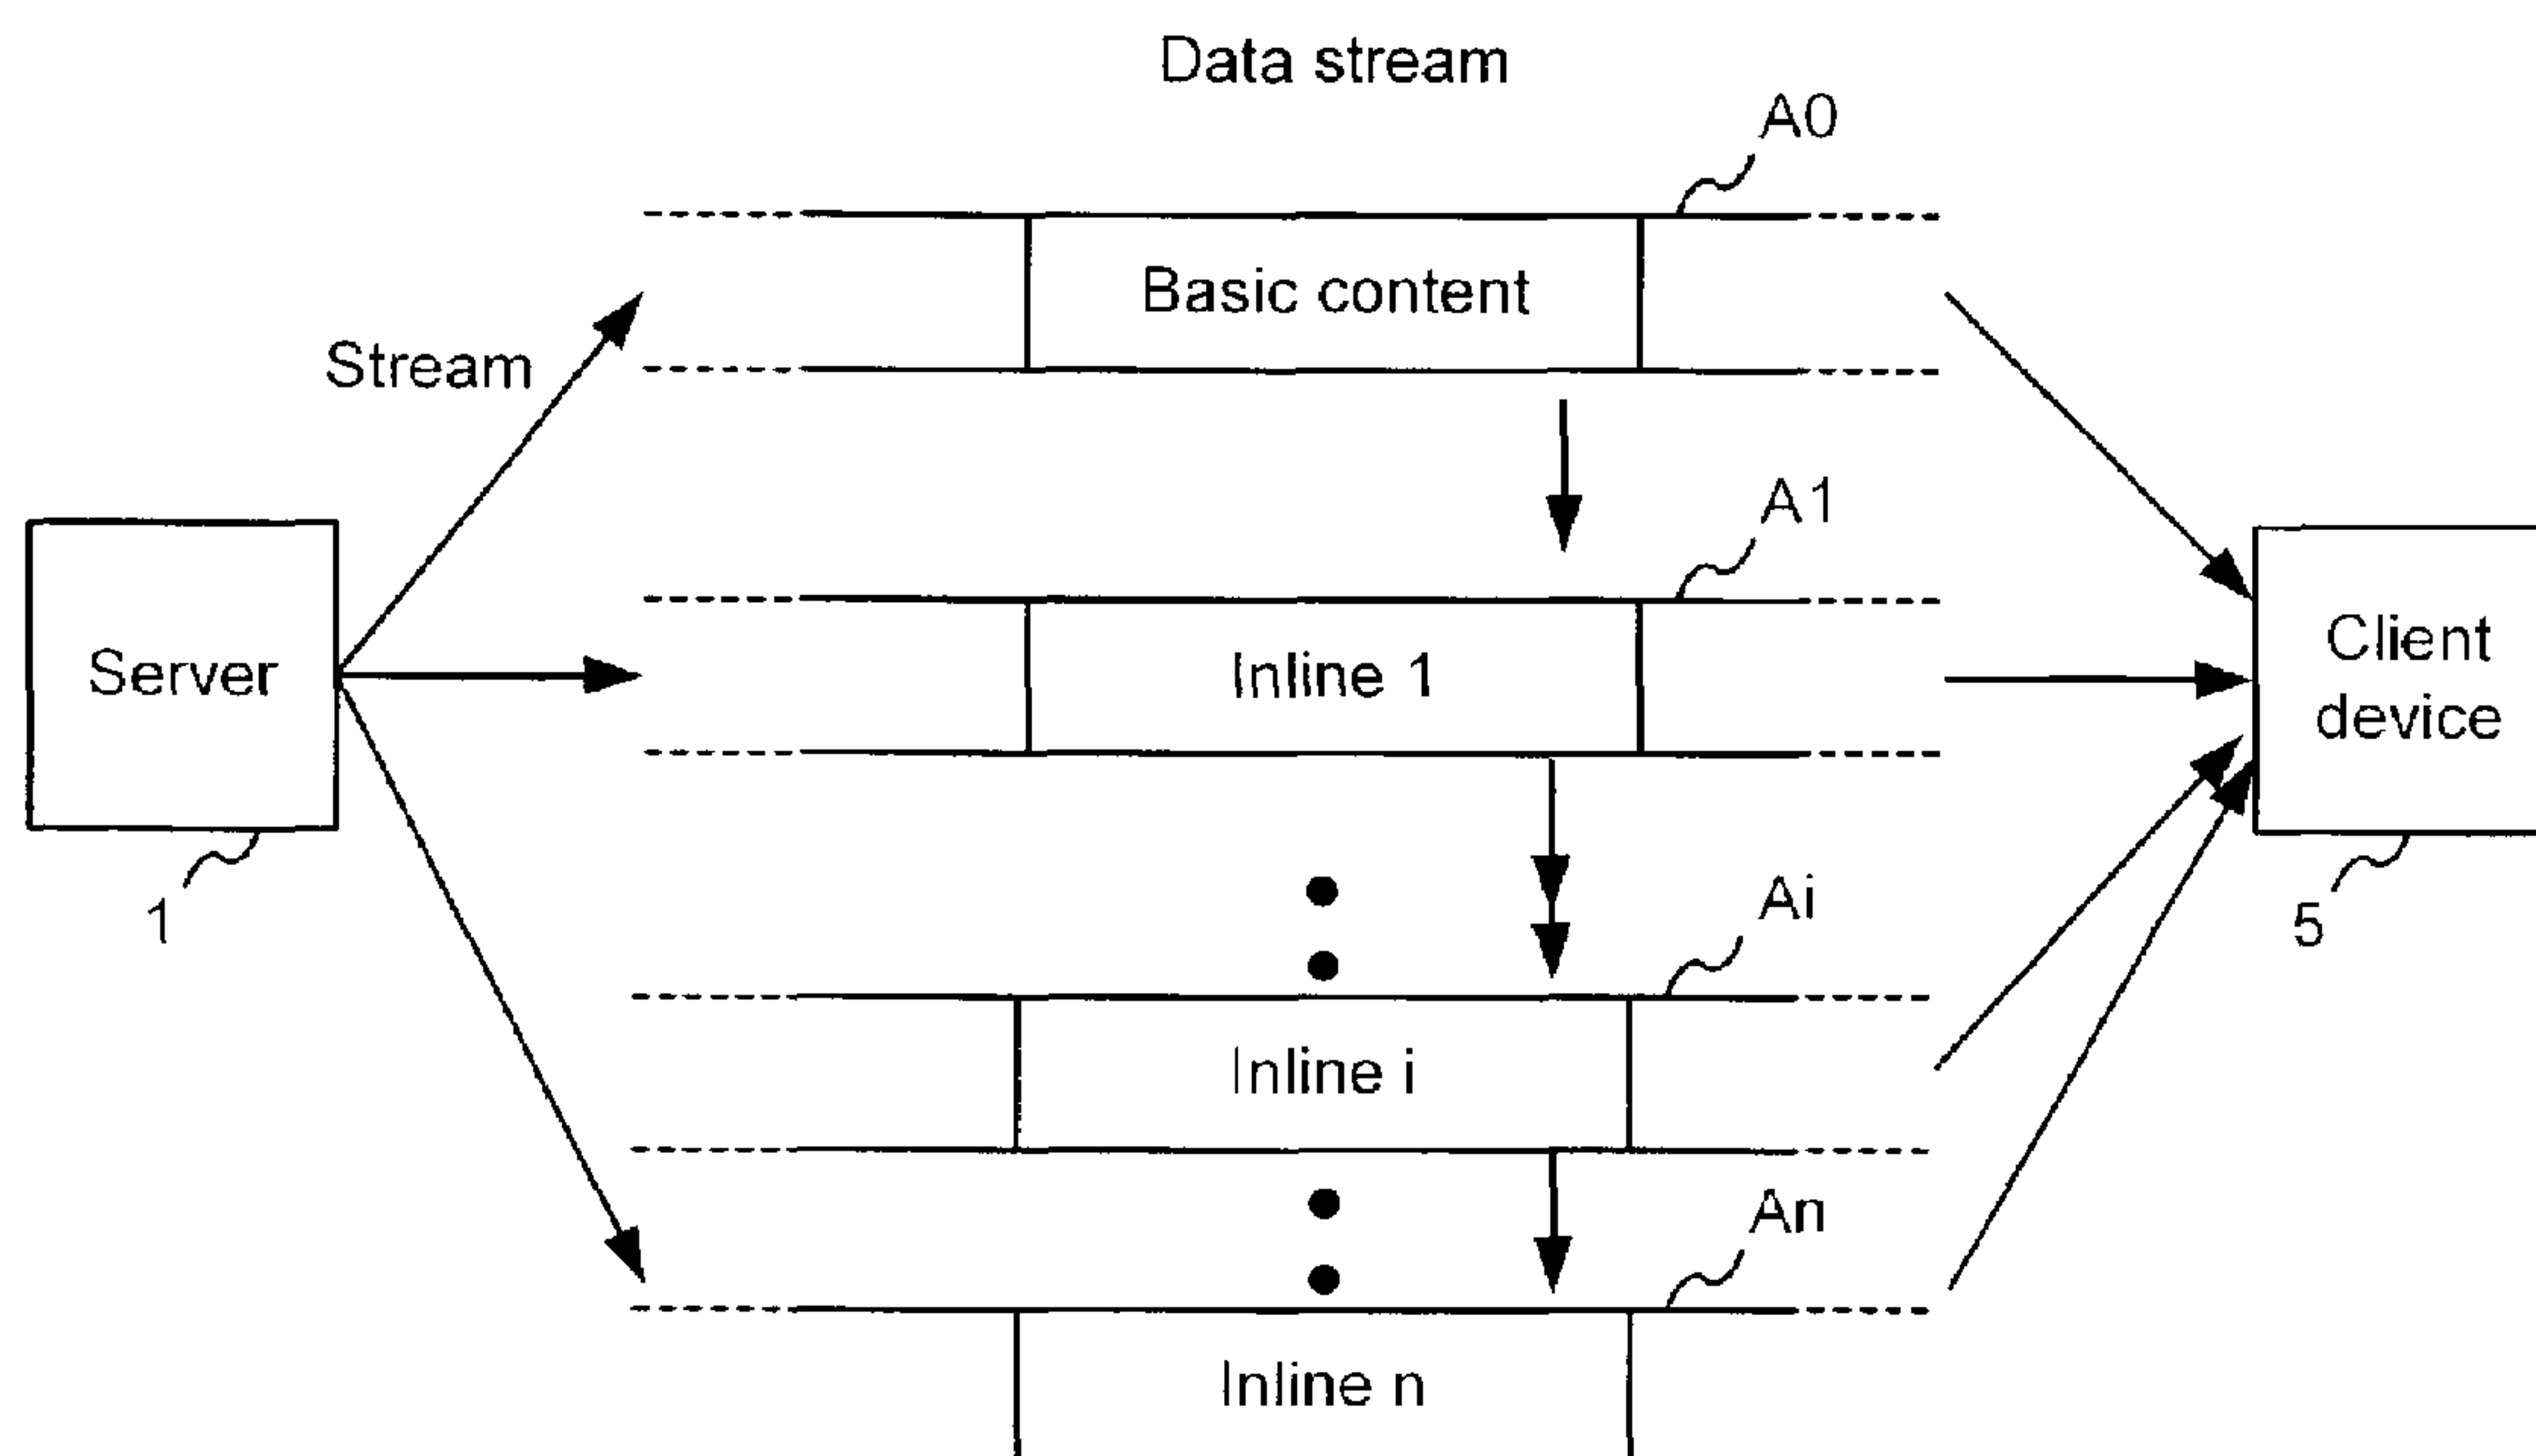 Data stream
A0
Basic content
Stream
A1
Server
Inline 1
Client
device
1
Ai
5
Inline i
An
Inline n